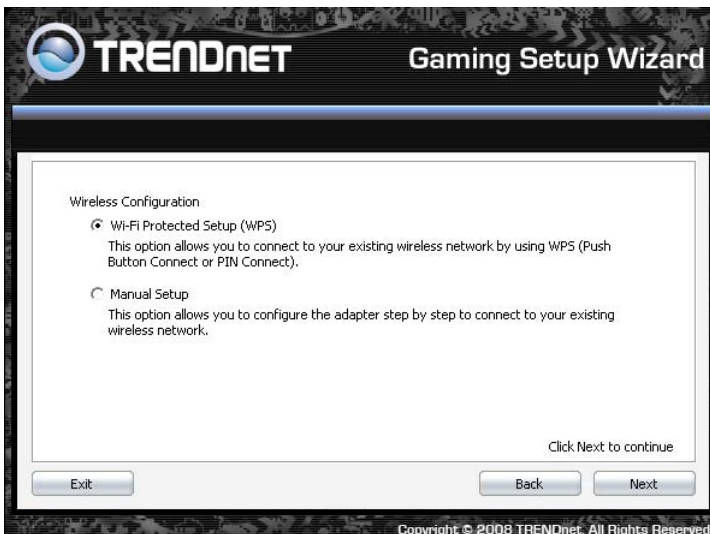 TRENDnet
Gaming Setup Wizard
Wireless Configuration
Wi-Fi Protected Setup (WPS)
This option allows you to connect to your existing wireless network by using WPS (Push
Button Connect or PIN Connect).
Manual Setup
This option allows you to configure the adapter step by step to connect to your existing
wireless network.
Click Next to continue
Exit
Back
Next
Copyright © 2008 TRENDnet. All Rights Reserved